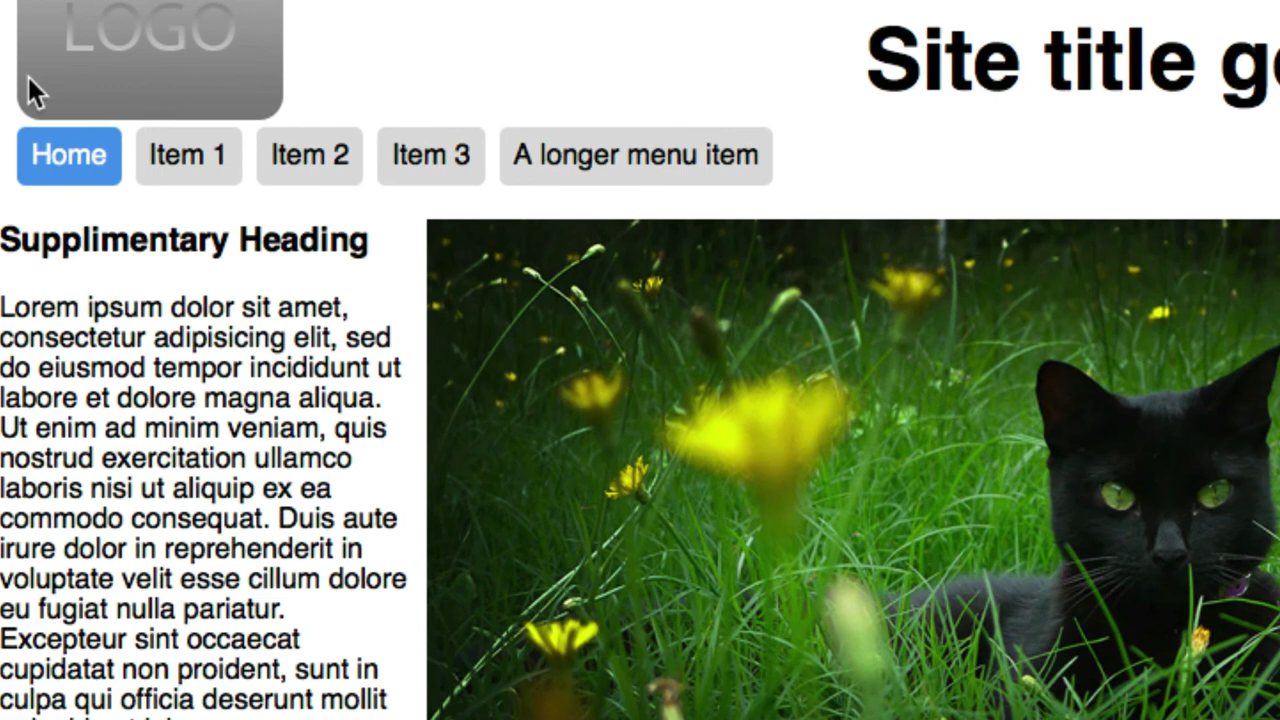 LOGO
Site title
Home
Item 1
Item 2
Item 3
A longer menu item
Supplimentary Heading
Lorem ipsum dolor sit amet,
consectetur adipisicing elit, sed
do eiusmod tempor incididunt ut
labore et dolore magna aliqua.
Ut enim ad minim veniam, quis
nostrud exercitation ullamco
laboris nisi ut aliquip ex ea
commodo consequat. Duis aute
irure dolor in reprehenderit in
voluptate velit esse cillum dolore
eu fugiat nulla pariatur.
Excepteur sint occaecat
cupidatat non proident, sunt in
culpa qui officia deserunt mollit